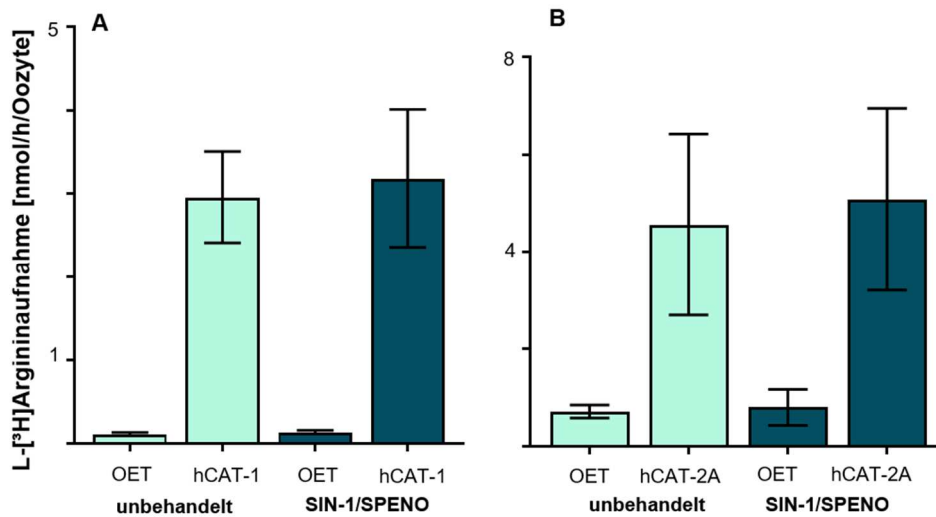 A
B
L-[³H]Argininaufnahme [nmol/h/Oozyte]
5
1
8
4
OET hCAT-1 OET hCAT-1
unbehandelt SIN-1/SPENO
OET hCAT-2A OET hCAT-2A
unbehandelt SIN-1/SPENO